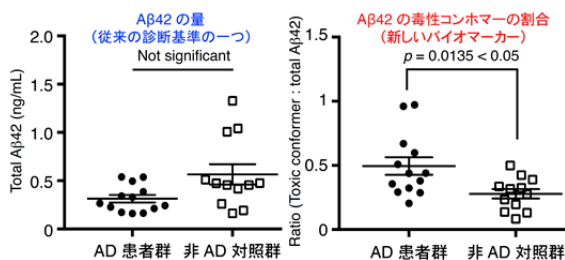 Aβ42 の量
（従来の診断基準の一つ）
Not significant
Total Aβ42 (ng/mL)
2.0
1.5
1.0
0.5
0.0
AD 患者群
非 AD 対照群
Aβ42 の毒性コンホマーの割合
（新しいバイオマーカー）
p = 0.0135 < 0.05
Ratio (Toxic conformer : total Aβ42)
1.5
1.0
0.5
0
AD 患者群
非 AD 対照群